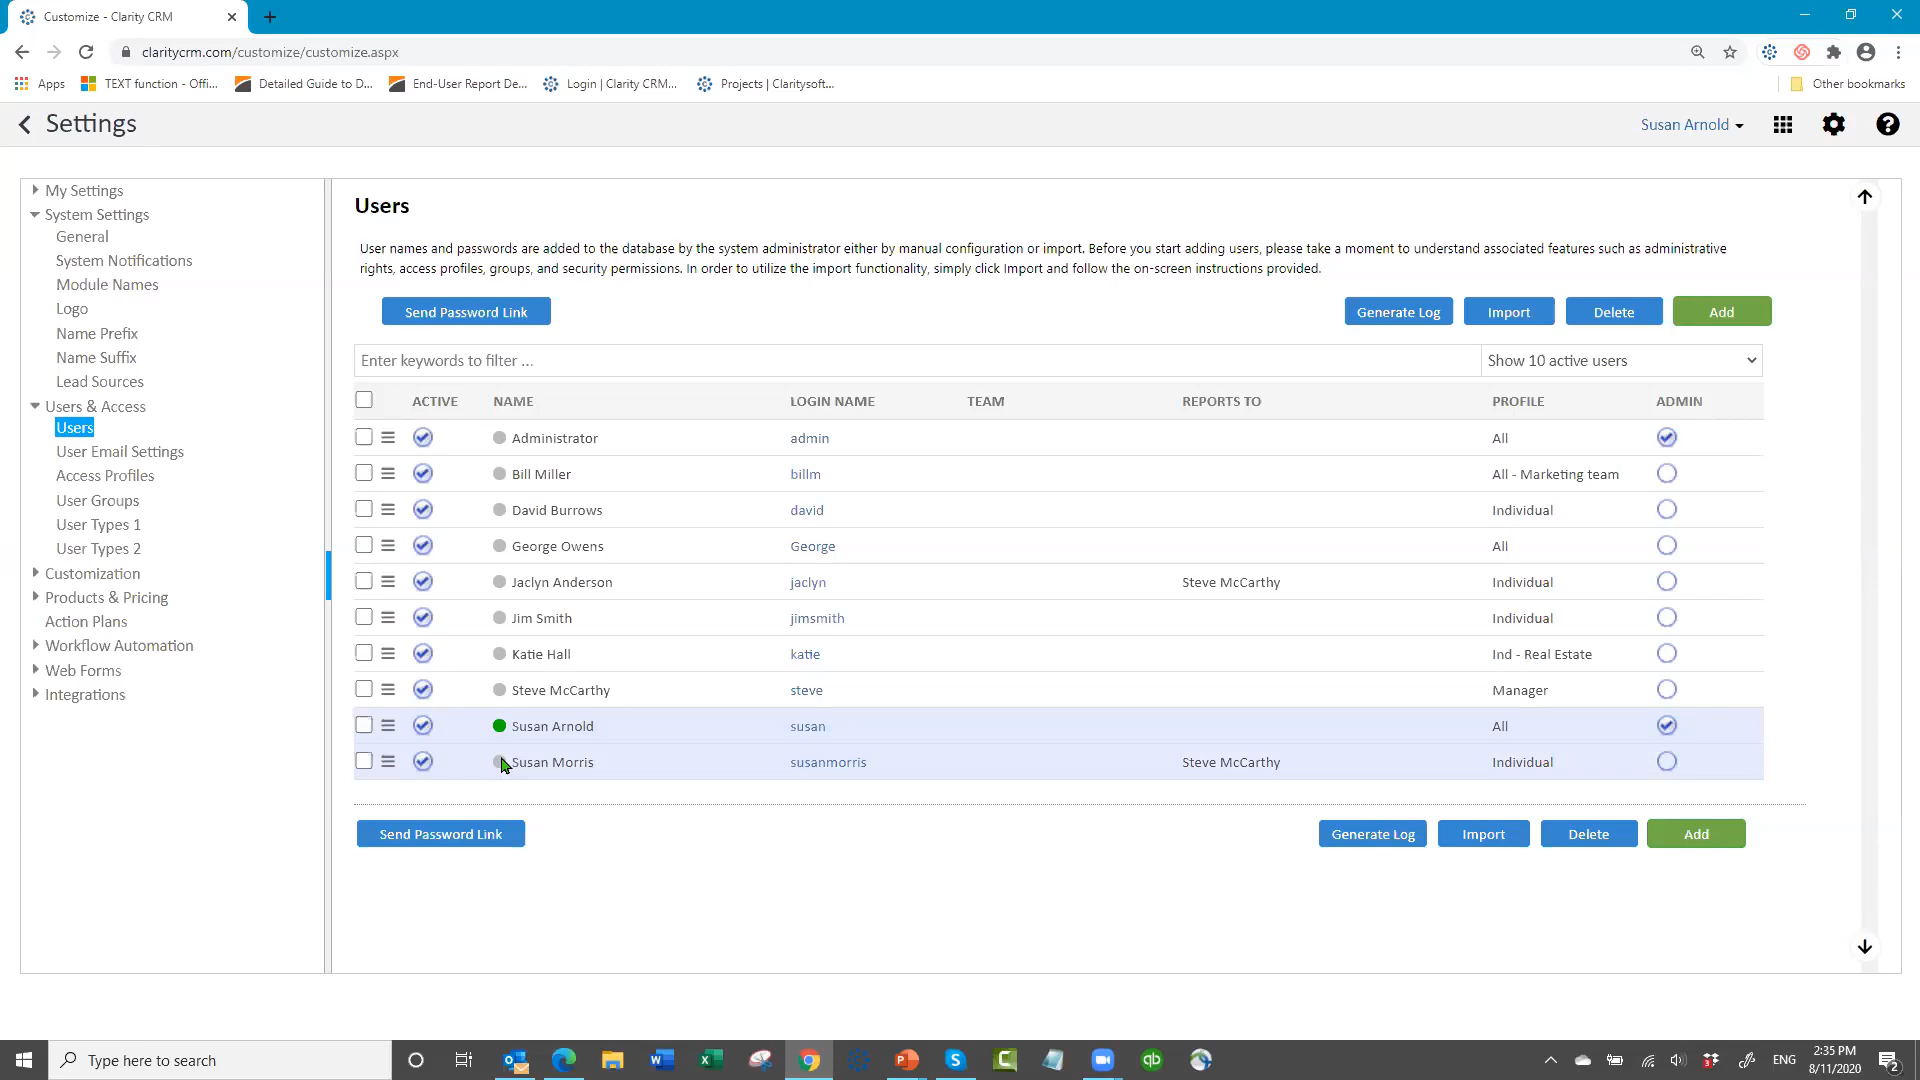 Customize - Clarity CRM
claritycrm.com/customize/customize.aspx
Apps
TEXT function - Offi...
Detailed Guide to D...
End-User Report De...
Login | Clarity CRM...
Projects | Claritysoft...
Other bookmarks
Settings
Susan Arnold
My Settings
System Settings
General
System Notifications
Module Names
Logo
Name Prefix
Name Suffix
Lead Sources
Users & Access
Users
User Email Settings
Access Profiles
User Groups
User Types 1
User Types 2
Customization
Products & Pricing
Action Plans
Workflow Automation
Web Forms
Integrations
Users
User names and passwords are added to the database by the system administrator either by manual configuration or import. Before you start adding users, please take a moment to understand associated features such as administrative
rights, access profiles, groups, and security permissions. In order to utilize the import functionality, simply click Import and follow the on-screen instructions provided.
Send Password Link Generate Log Import Delete Add
Enter keywords to filter ... Show 10 active users
ACTIVE NAME LOGIN NAME TEAM REPORTS TO PROFILE ADMIN
Administrator admin All
Bill Miller billm All - Marketing team
David Burrows david Individual
George Owens George All
Jaclyn Anderson jaclyn Steve McCarthy Individual
Jim Smith jimsmith Individual
Katie Hall katie Ind - Real Estate
Steve McCarthy steve Manager
Susan Arnold susan All
Susan Morris susanmorris Steve McCarthy Individual
Send Password Link Generate Log Import Delete Add
Type here to search
ENG
2:35 PM
8/11/2020
2